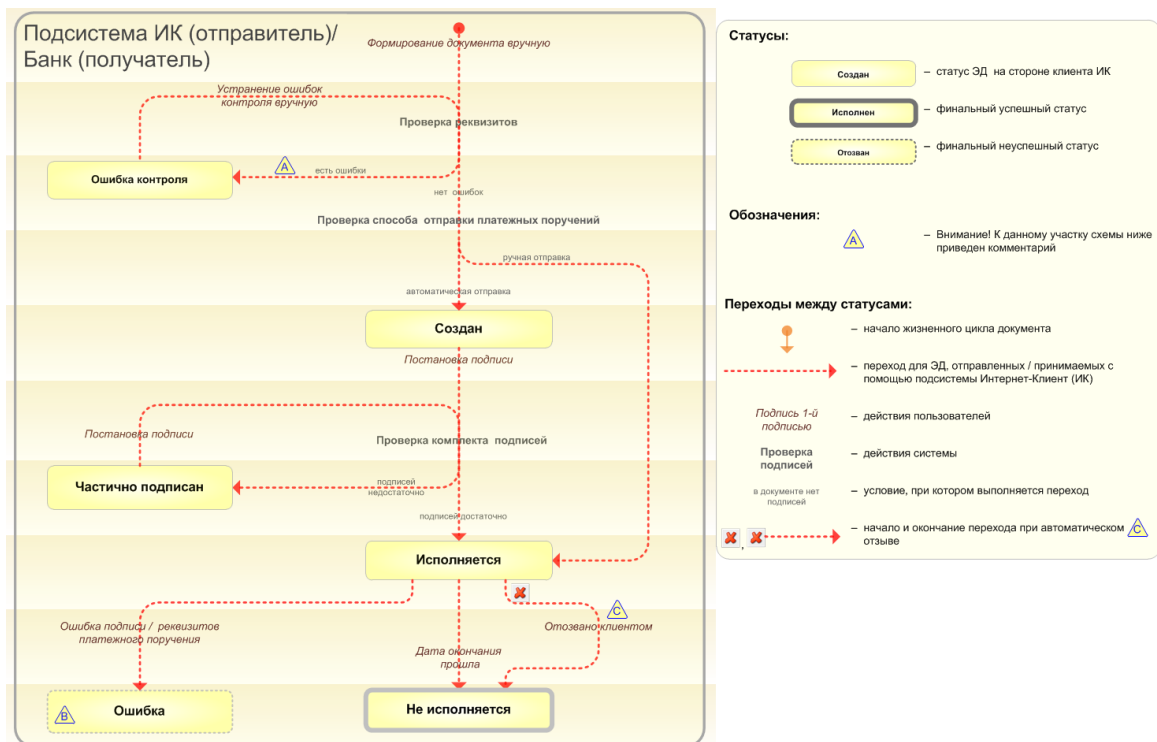 Подсистема ИК (отправитель)/
Банк (получатель)
Формирование документа вручную
Устранение ошибок
контроля вручную
Проверка реквизитов
Ошибка контроля
A
есть ошибки
нет ошибок
Проверка способа отправки платежных поручений
ручная отправка
автоматическая отправка
Создан
Постановка подписи
Постановка подписи
Проверка комплекта подписей
Частично подписан
подписей
недостаточно
подписей достаточно
Исполняется
C
Ошибка подписи / реквизитов
платежного поручения
Отозвано клиентом
Дата окончания
прошла
B
Ошибка
Не исполняется
Статусы:
Создан
– статус ЭД на стороне клиента ИК
Исполнен
– финальный успешный статус
Отозван
– финальный неуспешный статус
Обозначения:
A
– Внимание! К данному участку схемы ниже
приведен комментарий
Переходы между статусами:
– начало жизненного цикла документа
– переход для ЭД, отправленных / принимаемых с
помощью подсистемы Интернет-Клиент (ИК)
Подпись 1-й
подписью
– действия пользователей
Проверка
подписей
– действия системы
в документе нет
подписей
– условие, при котором выполняется переход
,
– начало и окончание перехода при автоматическом
отзыве
C